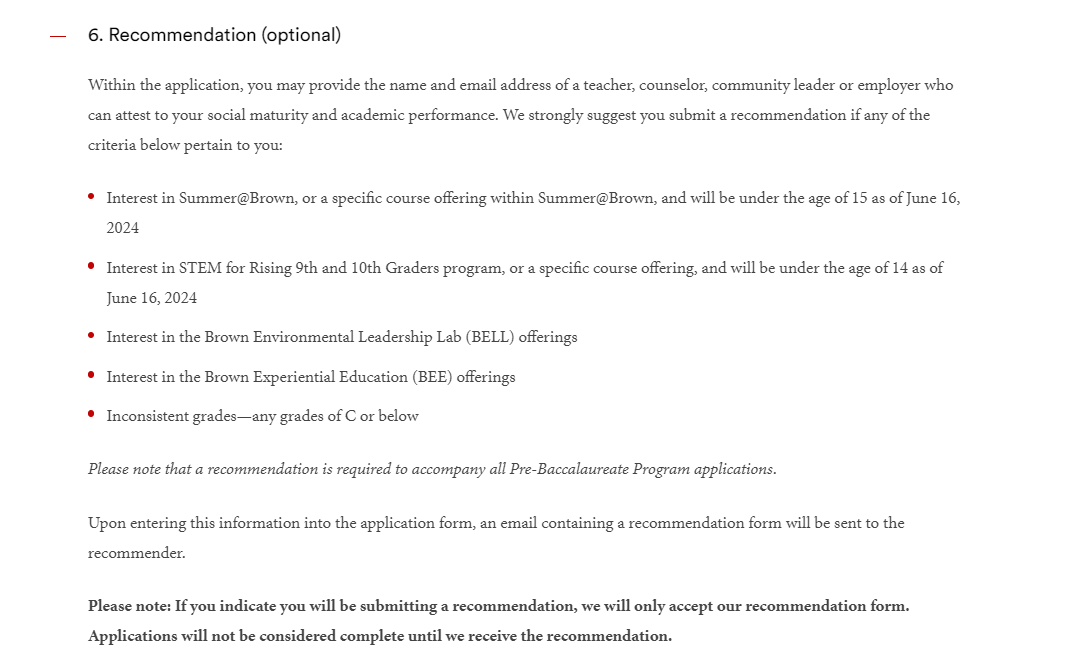 6. Recommendation (optional)
Within the application, you may provide the name and email address of a teacher, counselor, community leader or employer who
can attest to your social maturity and academic performance. We strongly suggest you submit a recommendation if any of the
criteria below pertain to you:
Interest in Summer@Brown, or a specific course offering within Summer@Brown, and will be under the age of 15 as of June 16,
2024
Interest in STEM for Rising 9th and 10th Graders program, or a specific course offering, and will be under the age of 14 as of
June 16, 2024
Interest in the Brown Environmental Leadership Lab (BELL) offerings
Interest in the Brown Experiential Education (BEE) offerings
Inconsistent grades—any grades of C or below
Please note that a recommendation is required to accompany all Pre-Baccalaureate Program applications.
Upon entering this information into the application form, an email containing a recommendation form will be sent to the
recommender.
Please note: If you indicate you will be submitting a recommendation, we will only accept our recommendation form.
Applications will not be considered complete until we receive the recommendation.